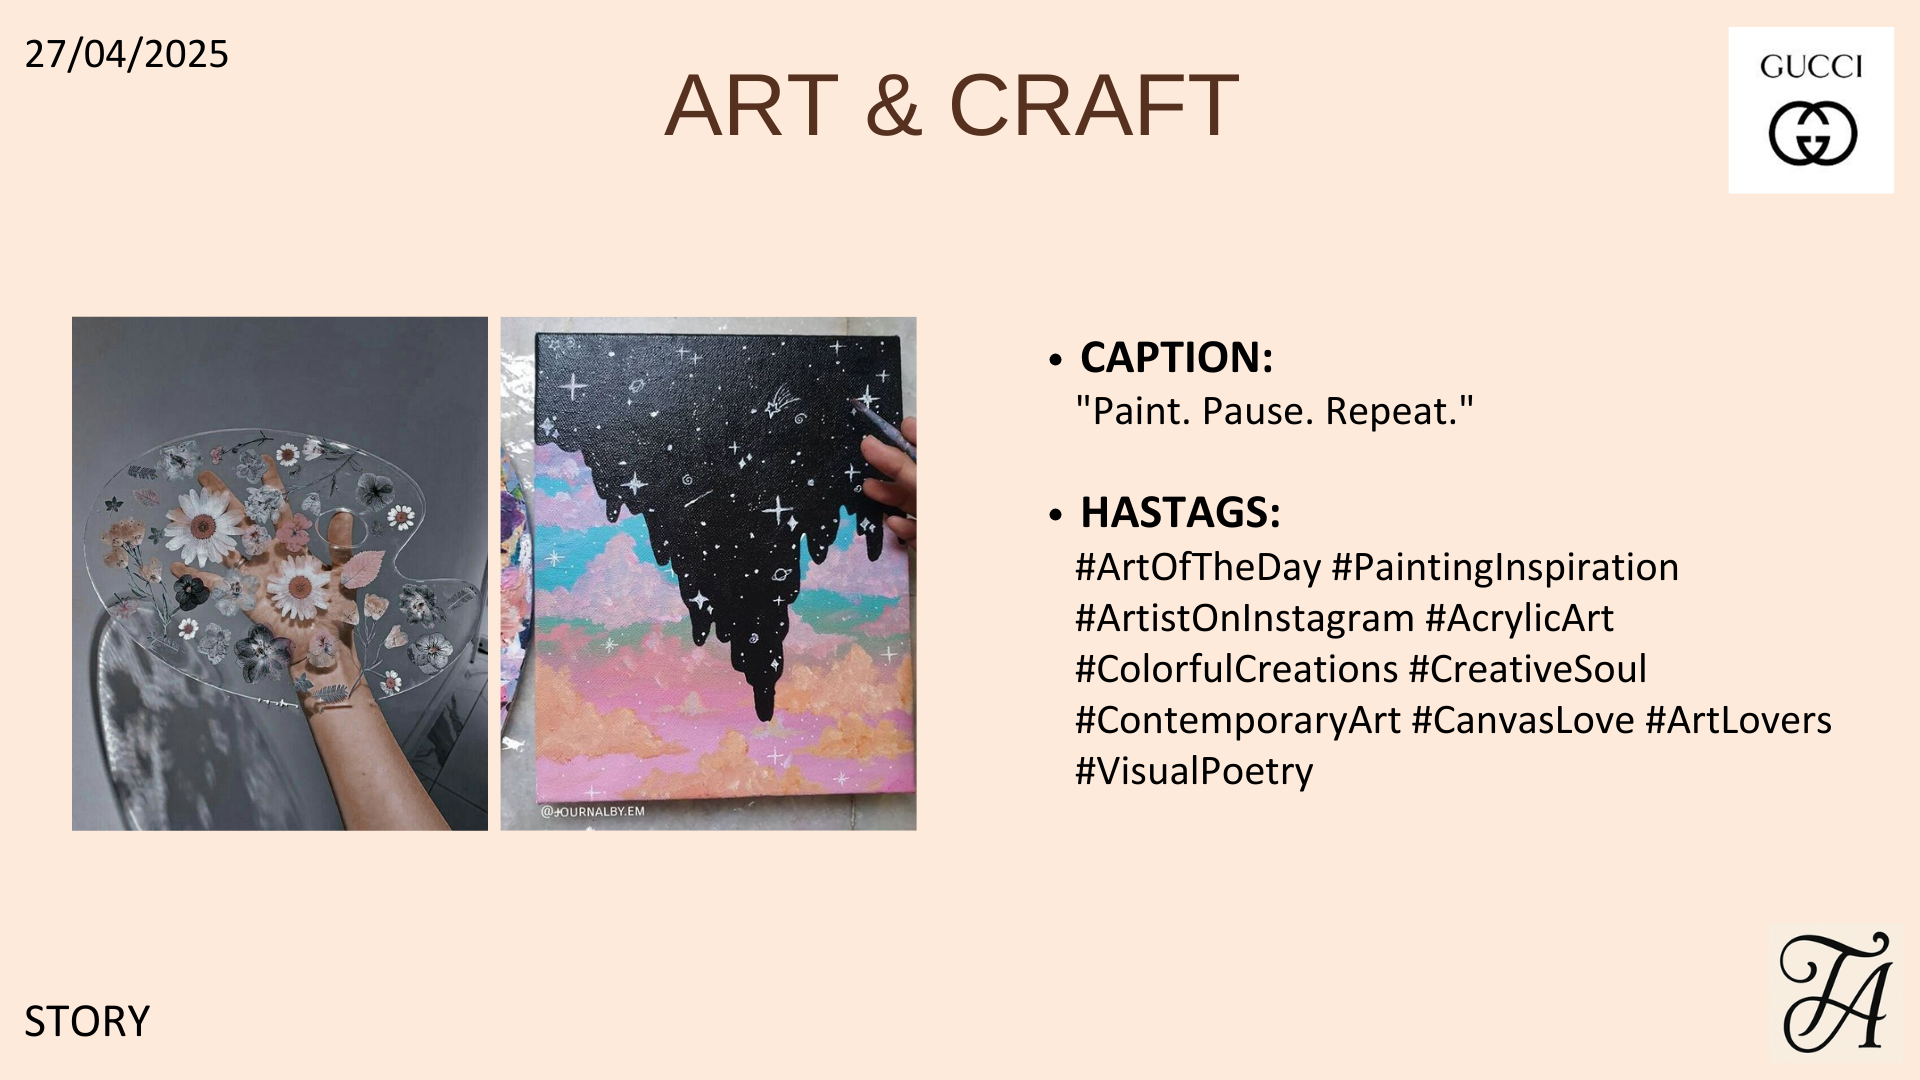 27/04/2025
ART & CRAFT
GUCCI
• CAPTION:
"Paint. Pause. Repeat."
• HASTAGS:
#ArtOfTheDay #PaintingInspiration
#ArtistOnInstagram #AcrylicArt
#ColorfulCreations #CreativeSoul
#ContemporaryArt #CanvasLove #ArtLovers
#VisualPoetry
@JOURNALBY.EM
STORY
TA